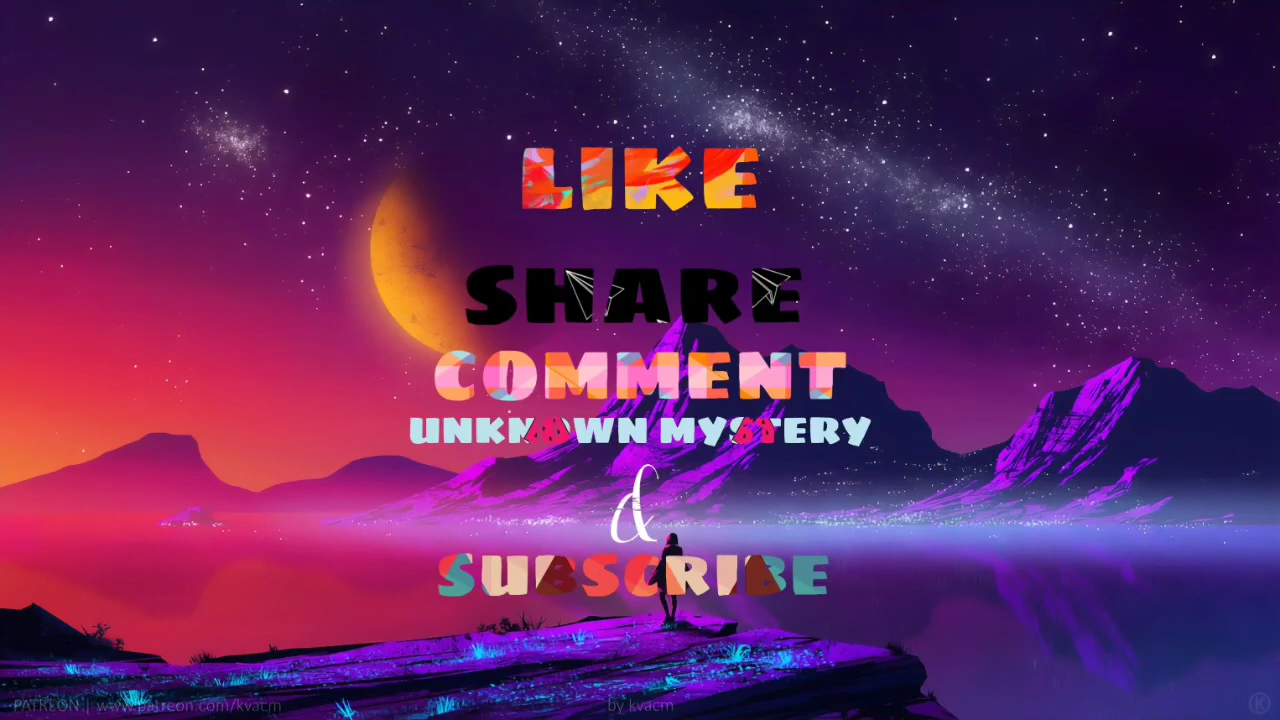 LIKE
SHARE
COMMENT
UNKNOWN MYSTERY
&
SUBSCRIBE
PATREON | www.patreon.com/kvacm
by kvacm
K